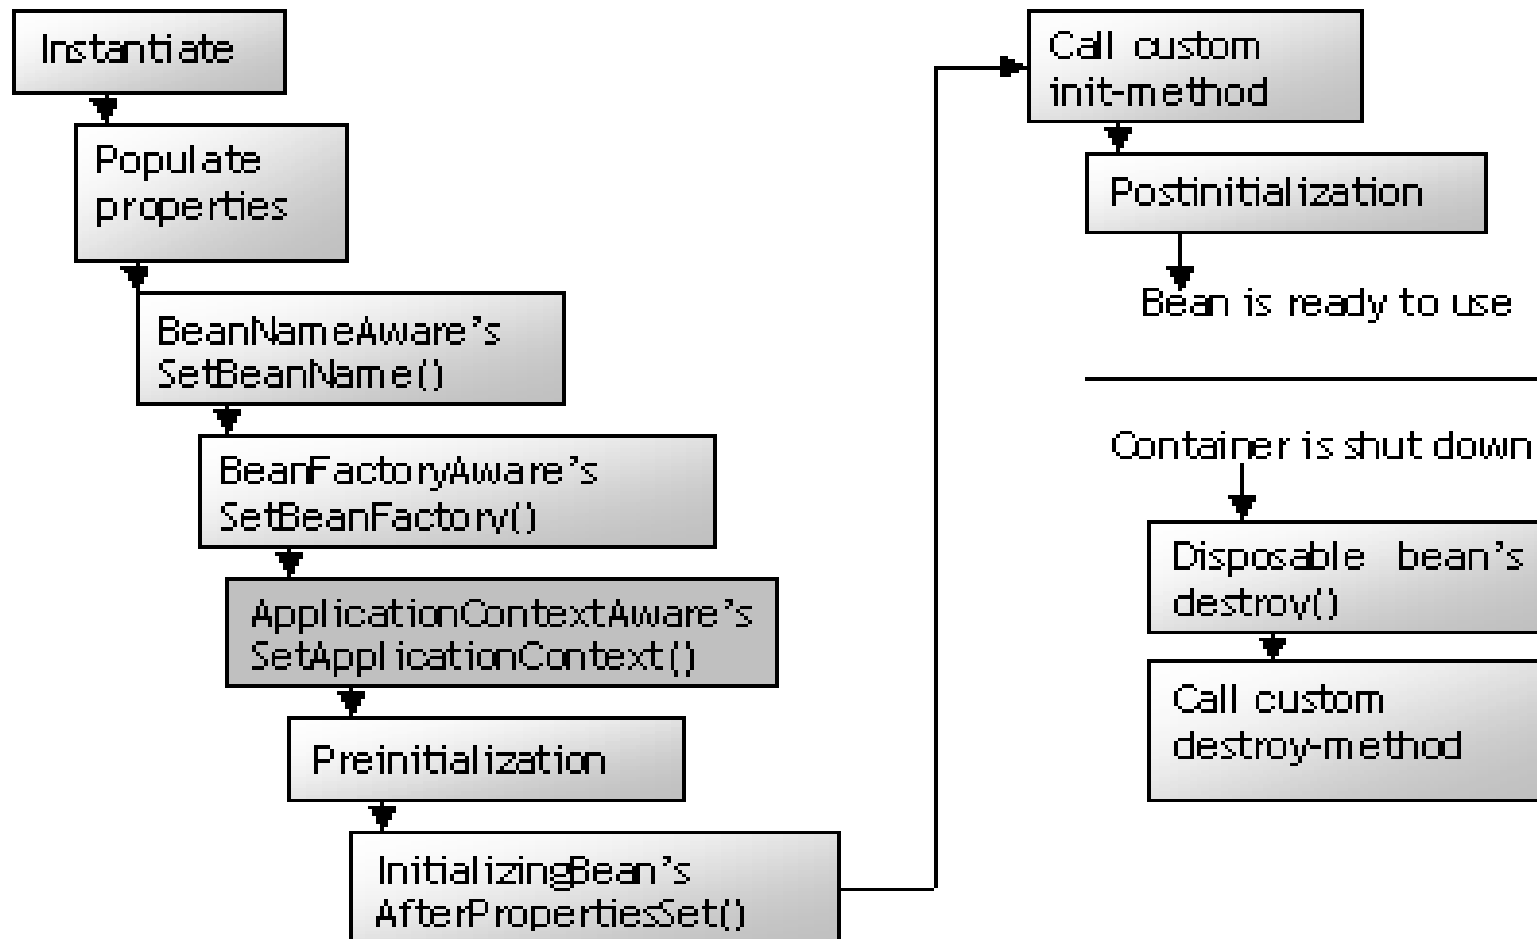 Instantiate
Populate
properties
BeanNameAware's
SetBeanName()
BeanFactoryAware's
SetBeanFactory()
ApplicationContextAware's
SetApplicationContext()
Preinitialization
InitializingBean's
AfterPropertiesSet()
Call custom
init-method
Postinitialization
Bean is ready to use
Container is shut down
Disposable bean's
destroy()
Call custom
destroy-method